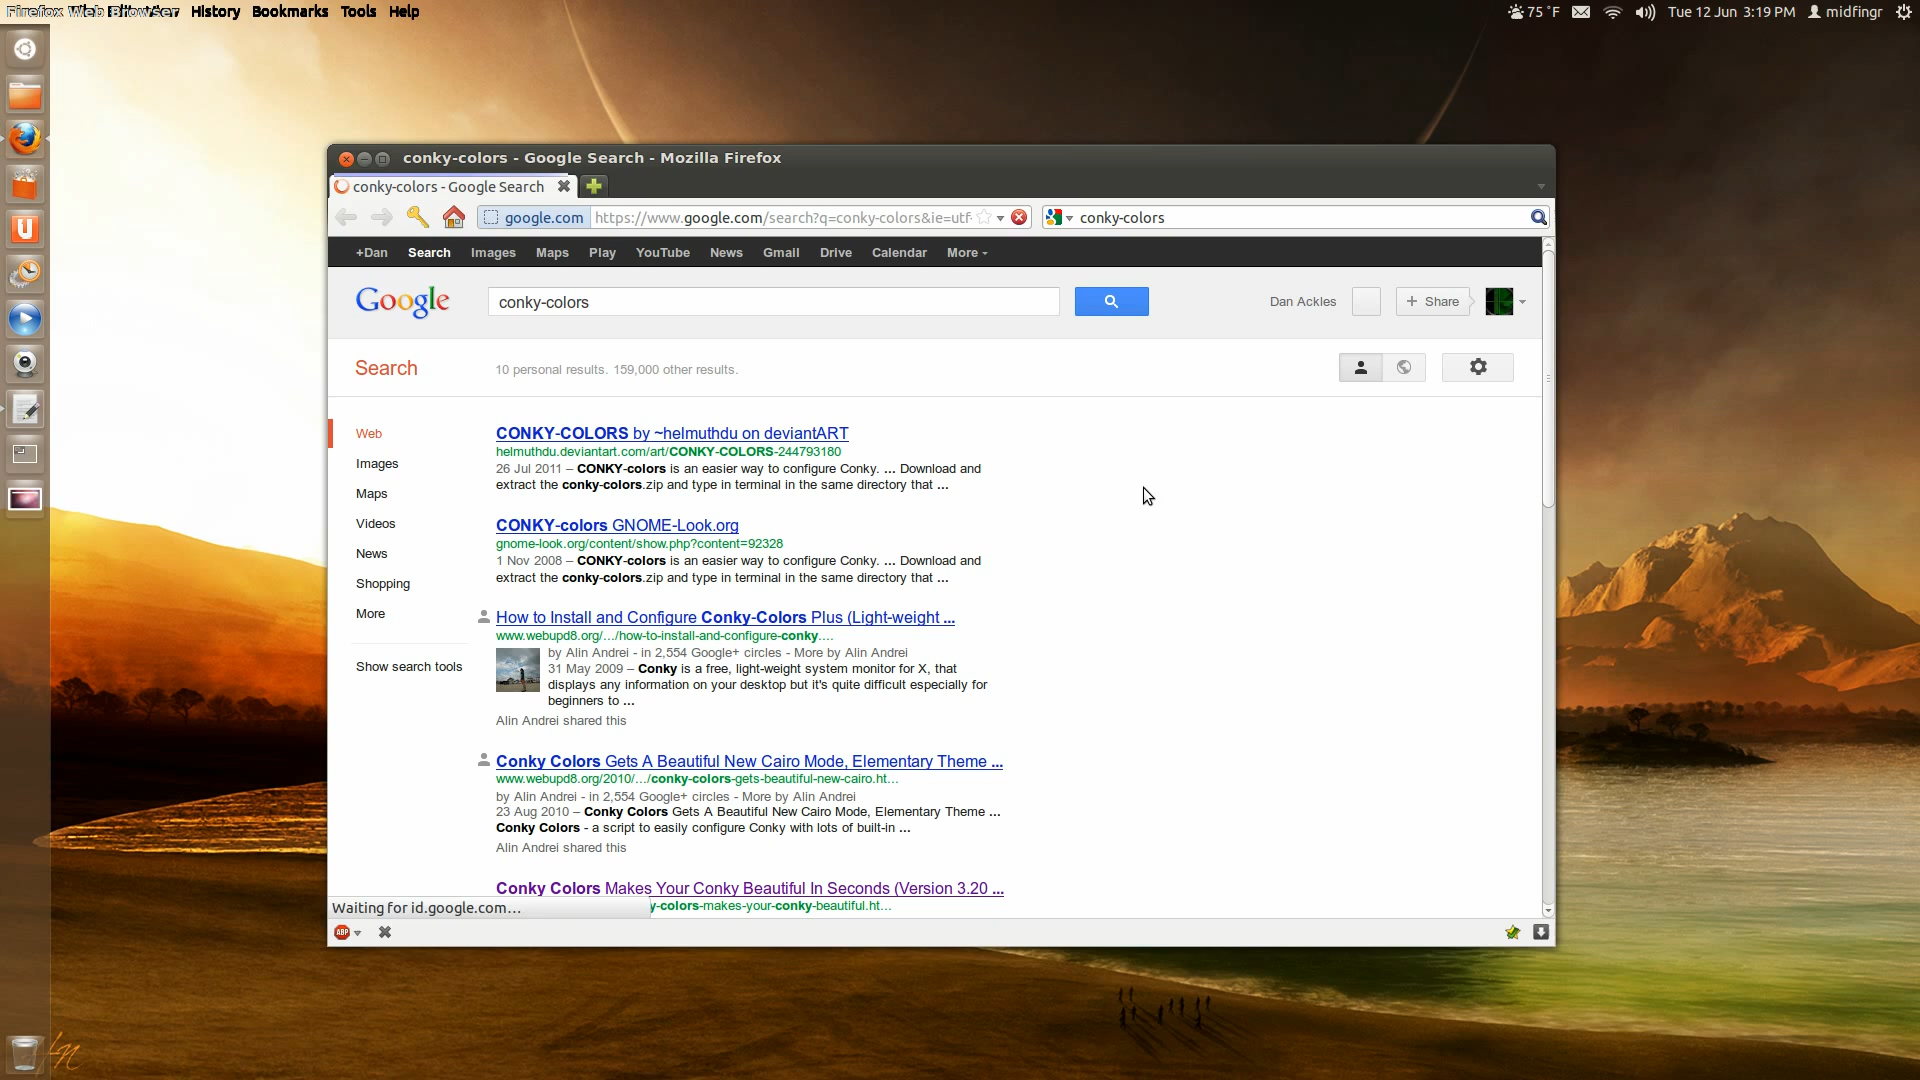 History Bookmarks Tools Help
75 °F Tue 12 Jun 3:19 PM midfingr
conky-colors - Google Search - Mozilla Firefox
conky-colors - Google Search
google.com https://www.google.com/search?q=conky-colors&ie=utf- conky-colors
+Dan Search Images Maps Play YouTube News Gmail Drive Calendar More
Google conky-colors Dan Ackles + Share
Search 10 personal results. 159,000 other results.
Web
Images
Maps
Videos
News
Shopping
More
Show search tools
CONKY-COLORS by ~helmuthdu on deviantART
helmuthdu.deviantart.com/art/CONKY-COLORS-244793180
26 Jul 2011 – CONKY-colors is an easier way to configure Conky. ... Download and
extract the conky-colors.zip and type in terminal in the same directory that ...
CONKY-colors GNOME-Look.org
gnome-look.org/content/show.php?content=92328
1 Nov 2008 – CONKY-colors is an easier way to configure Conky. ... Download and
extract the conky-colors.zip and type in terminal in the same directory that ...
How to Install and Configure Conky-Colors Plus (Light-weight ...
www.webupd8.org/.../how-to-install-and-configure-conky....
by Alin Andrei - in 2,554 Google+ circles - More by Alin Andrei
31 May 2009 – Conky is a free, light-weight system monitor for X, that
displays any information on your desktop but it's quite difficult especially for
beginners to ...
Alin Andrei shared this
Conky Colors Gets A Beautiful New Cairo Mode, Elementary Theme ...
www.webupd8.org/2010/.../conky-colors-gets-beautiful-new-cairo.ht...
by Alin Andrei - in 2,554 Google+ circles - More by Alin Andrei
23 Aug 2010 – Conky Colors Gets A Beautiful New Cairo Mode, Elementary Theme ...
Conky Colors - a script to easily configure Conky with lots of built-in ...
Alin Andrei shared this
Conky Colors Makes Your Conky Beautiful In Seconds (Version 3.20 ...
y-colors-makes-your-conky-beautiful.ht...
Waiting for id.google.com...
ABP